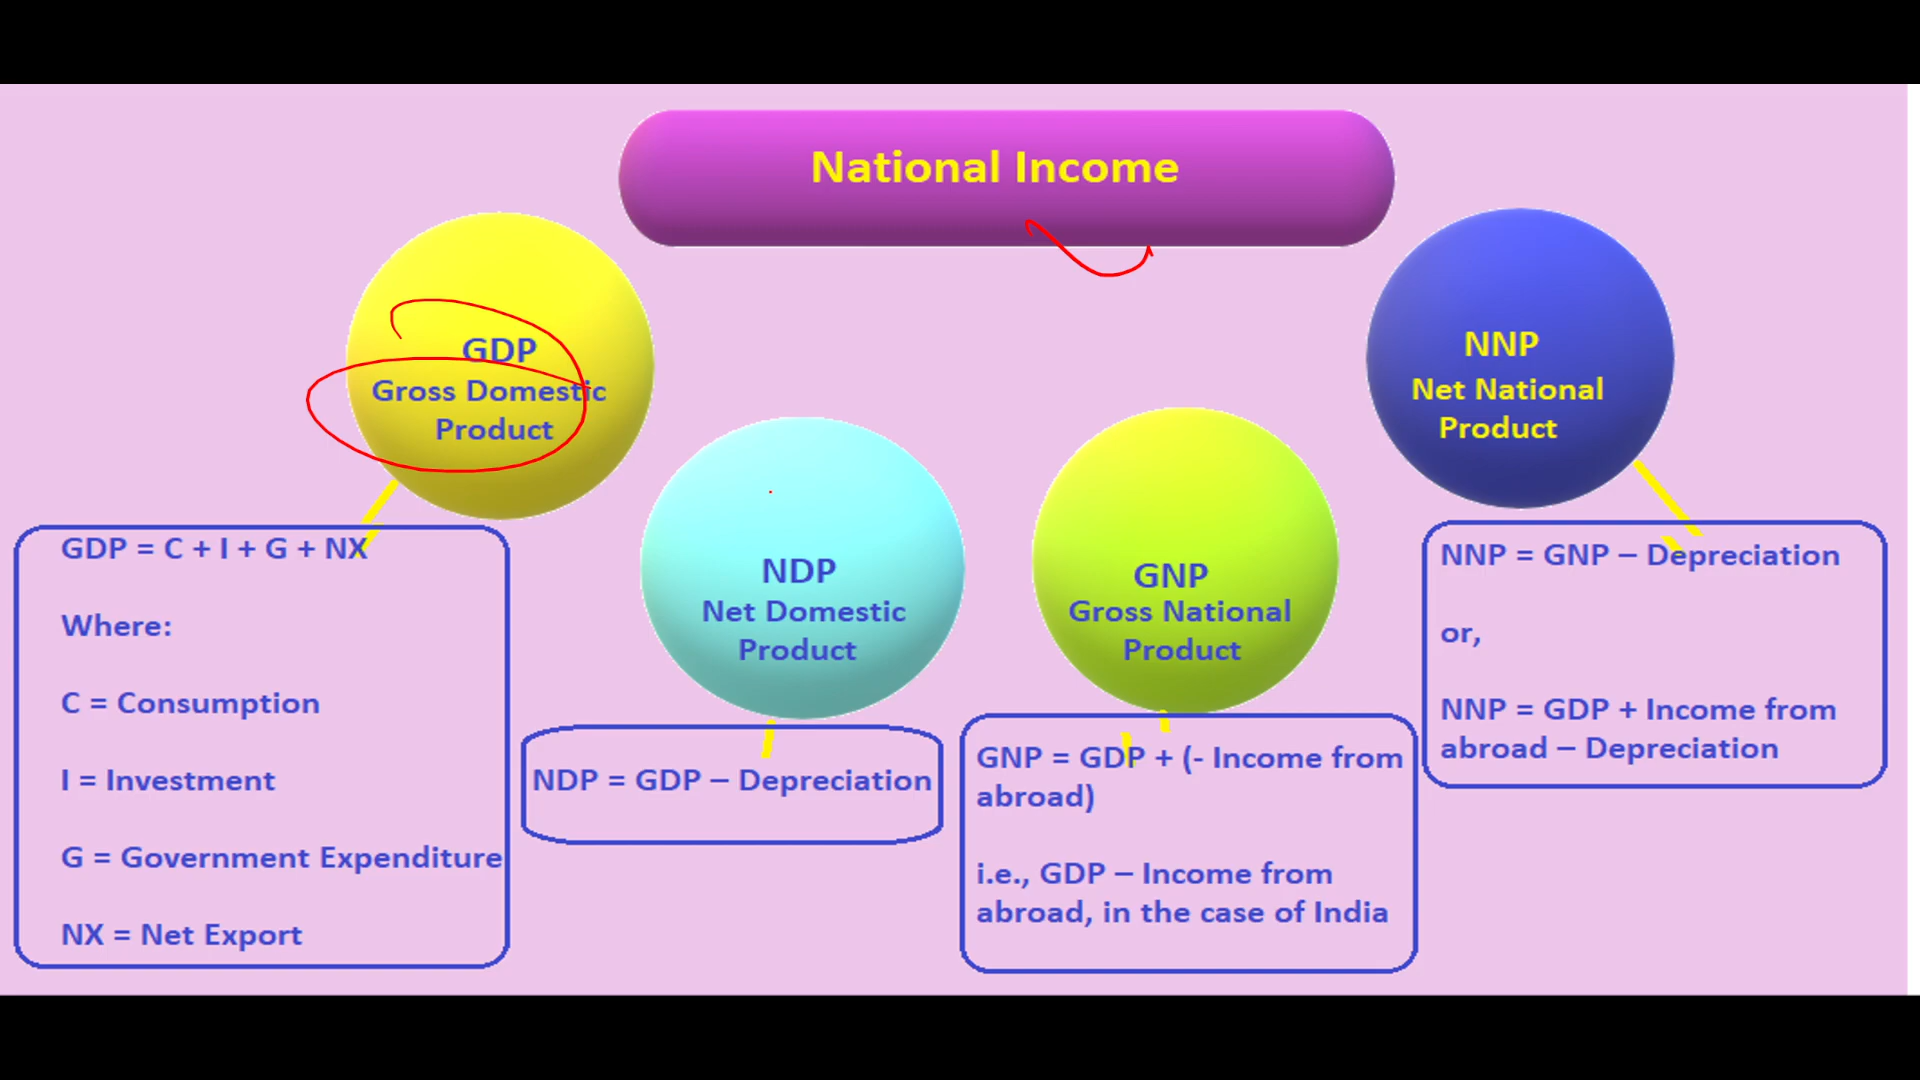 National Income
GDP
Gross Domestic
Product
GDP = C + I + G + NX
Where:
C = Consumption
I = Investment
G = Government Expenditure
NX = Net Export
NDP
Net Domestic
Product
NDP = GDP – Depreciation
GNP
Gross National
Product
GNP = GDP + (- Income from
abroad)
i.e., GDP – Income from
abroad, in the case of India
NNP
Net National
Product
NNP = GNP – Depreciation
or,
NNP = GDP + Income from
abroad – Depreciation